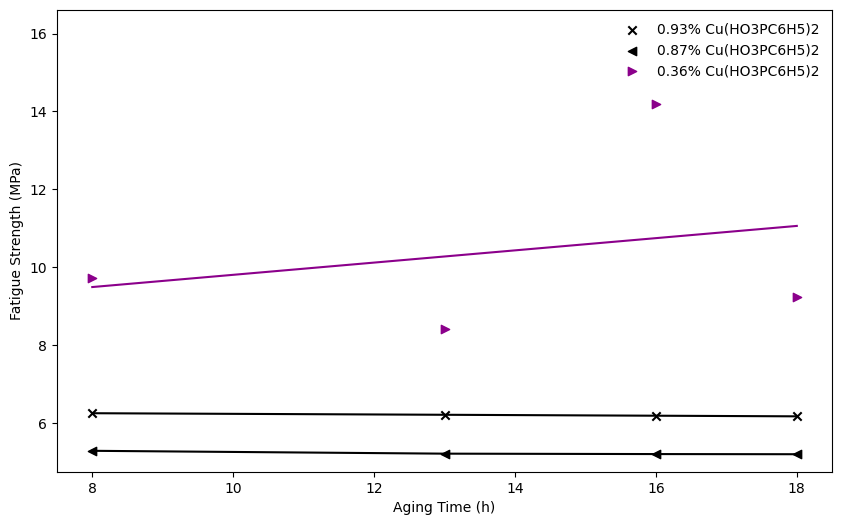 16
14
12
10
8
6
Fatigue Strength (MPa)
0.93% Cu(HO3PC6H5)2
0.87% Cu(HO3PC6H5)2
0.36% Cu(HO3PC6H5)2
8
10
12
14
16
18
Aging Time (h)